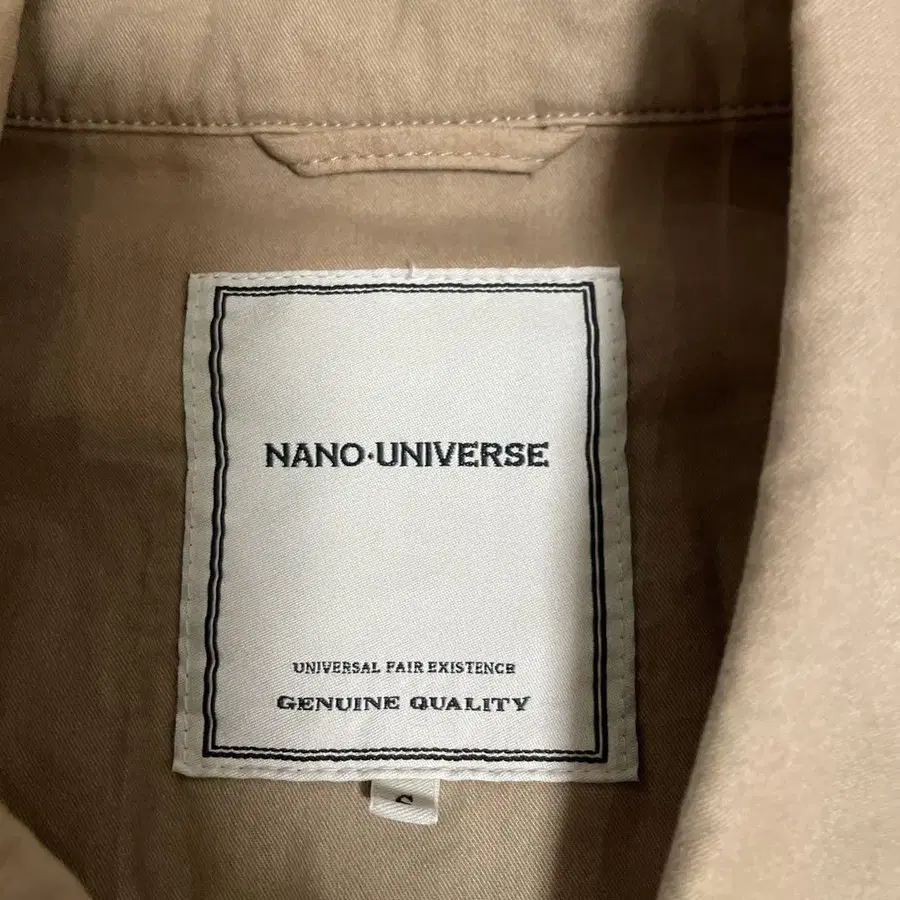 NANO·UNIVERSE
UNIVERSAL FAIR EXISTENCE
GENUINE QUALITY
S